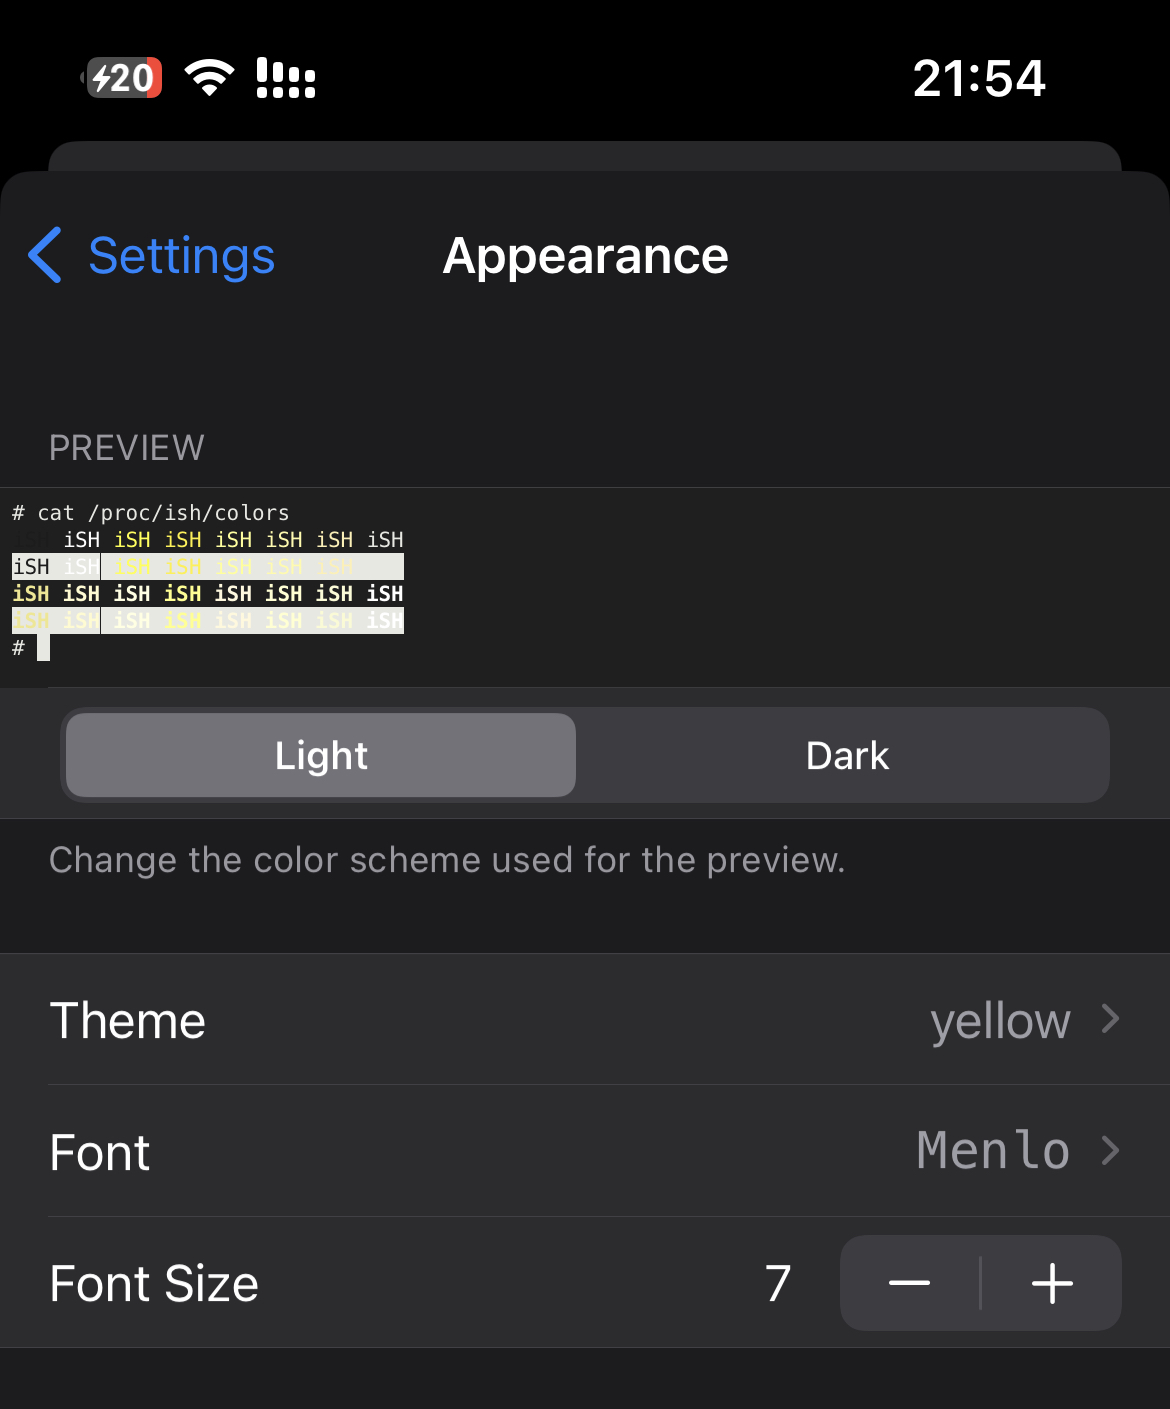 20
21:54
Settings
Appearance
PREVIEW
# cat /proc/ish/colors
iSH iSH iSH iSH iSH iSH iSH iSH
iSH iSH iSH iSH iSH iSH iSH
iSH iSH iSH iSH iSH iSH iSH iSH
iSH iSH iSH iSH iSH iSH iSH iSH
#
Light
Dark
Change the color scheme used for the preview.
Theme
yellow
Font
Menlo
Font Size
7